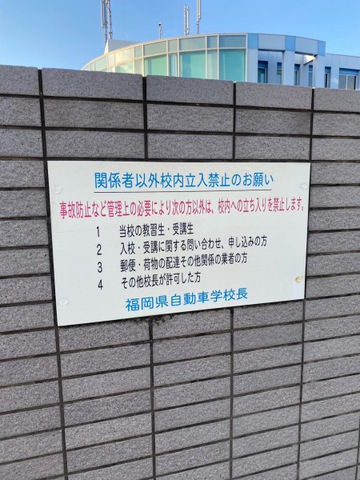 関係者以外校内立入禁止のお願い
事故防止など管理上の必要により次の方以外は、校内への立ち入りを禁止します。
1 当校の教習生・受講生
2 入校・受講に関する問い合わせ、申し込みの方
3 郵便・荷物の配達その他関係の業者の方
4 その他校長が許可した方
福岡県自動車学校長